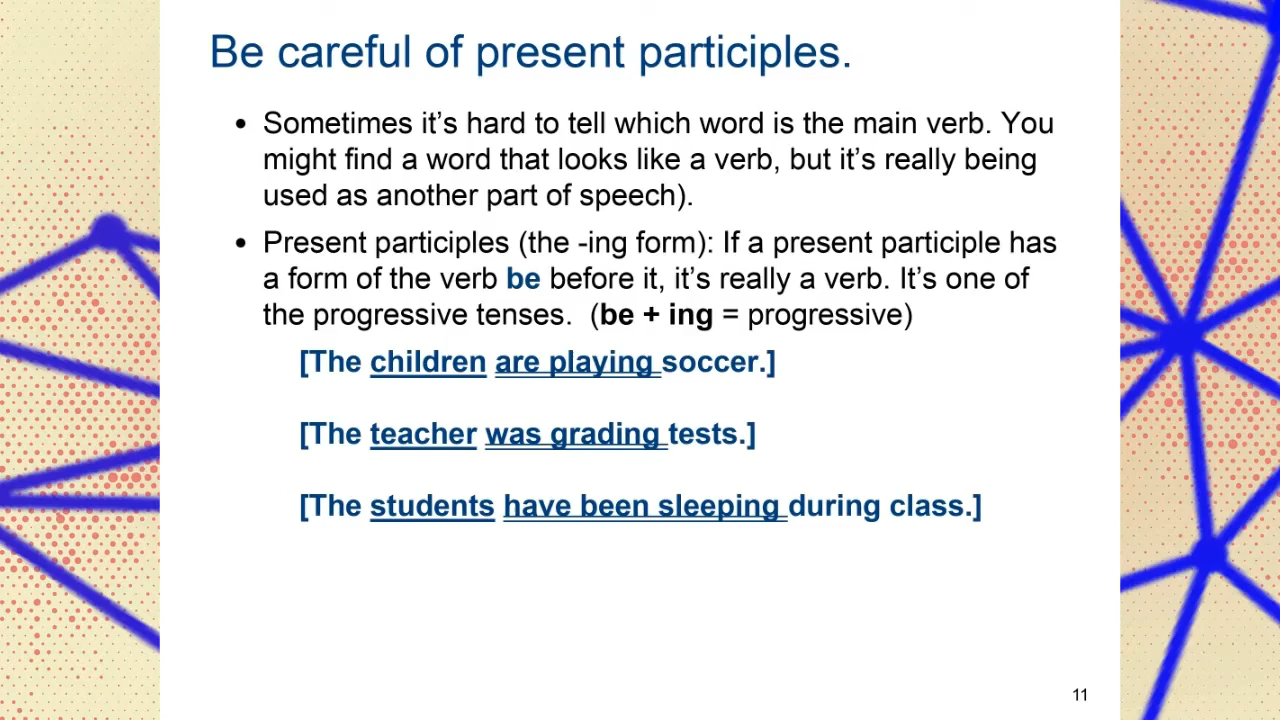 Be careful of present participles.
• Sometimes it’s hard to tell which word is the main verb. You
might find a word that looks like a verb, but it’s really being
used as another part of speech).
• Present participles (the -ing form): If a present participle has
a form of the verb be before it, it’s really a verb. It’s one of
the progressive tenses.  (be + ing = progressive)
[The children are playing soccer.]
[The teacher was grading tests.]
[The students have been sleeping during class.]
11